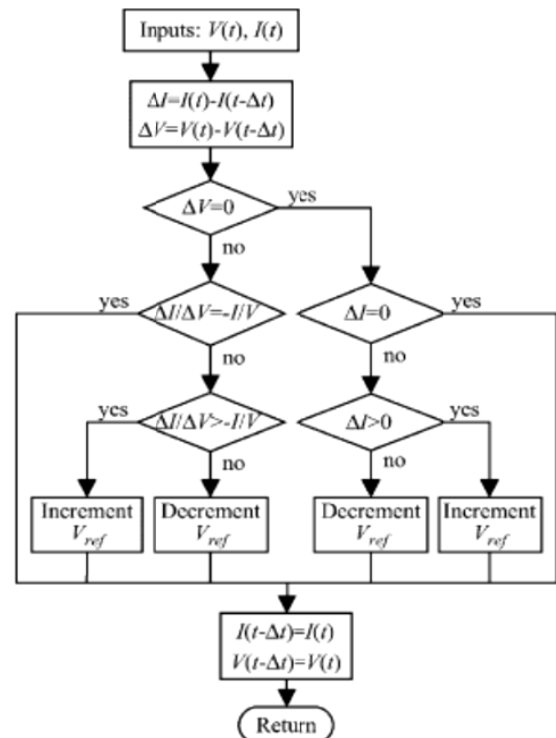 Inputs: V(t), I(t)
ΔI=I(t)-I(t-Δt)
ΔV=V(t)-V(t-Δt)
ΔV=0
yes
no
yes
ΔI/ΔV=-I/V
ΔI=0
yes
no
no
yes
ΔI/ΔV>-I/V
ΔI>0
yes
no
no
Increment
Vref
Decrement
Vref
Decrement
Vref
Increment
Vref
I(t-Δt)=I(t)
V(t-Δt)=V(t)
Return